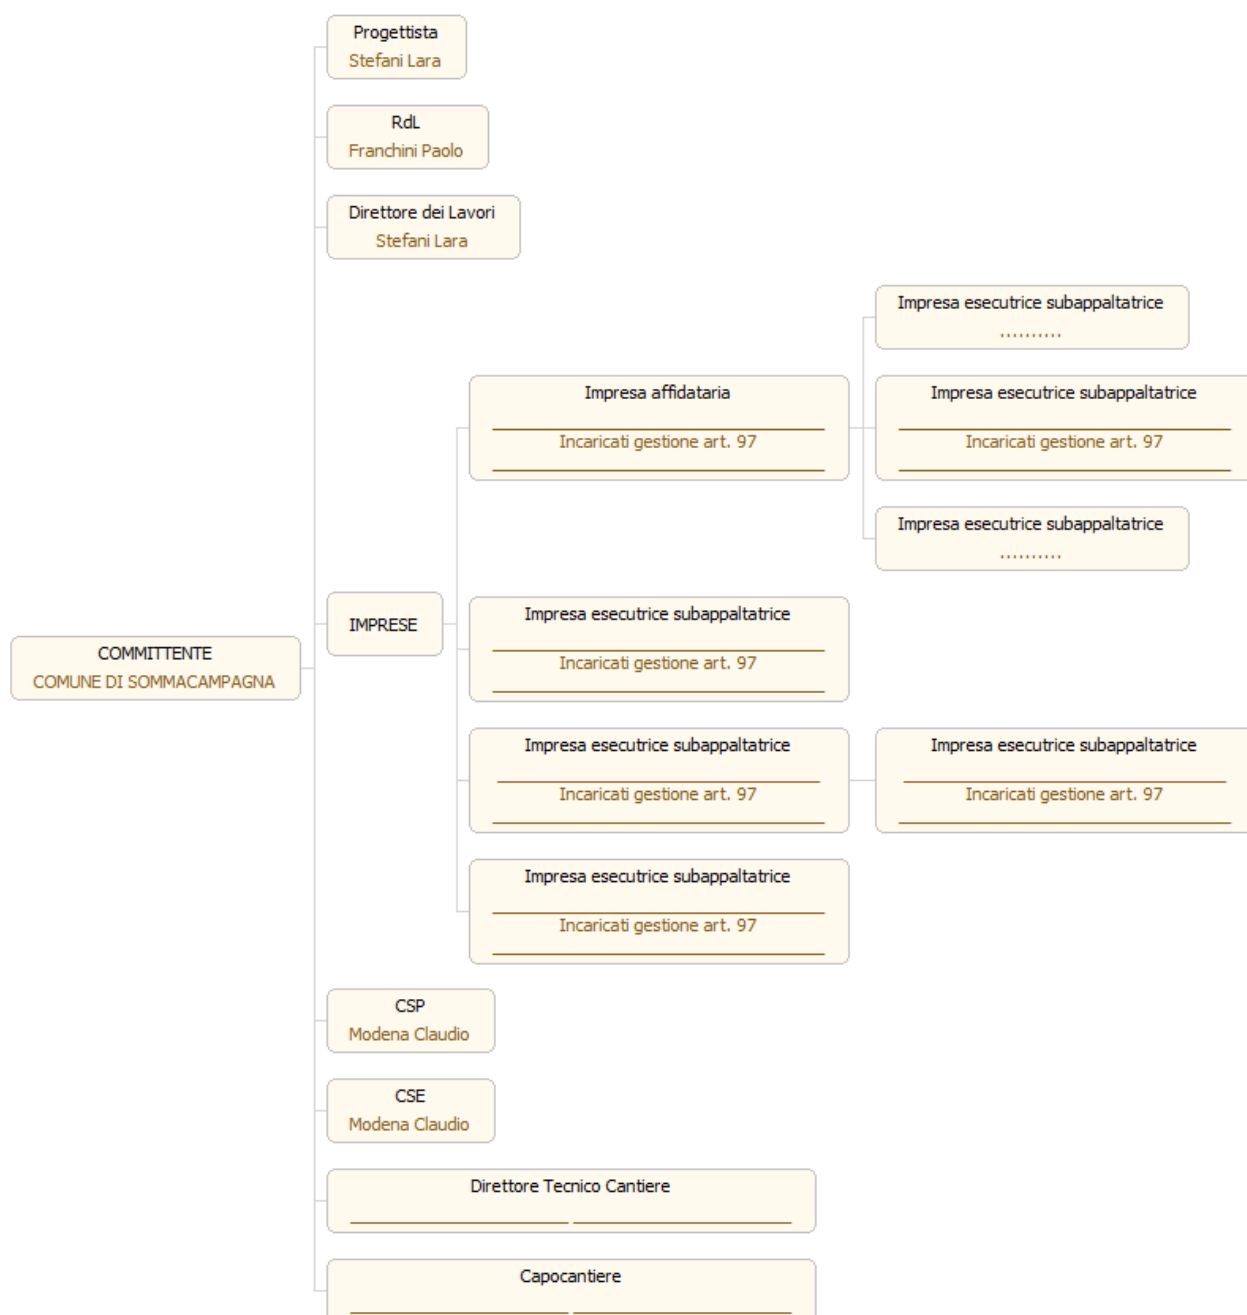 Progettista
Stefani Lara
RdL
Franchini Paolo
Direttore dei Lavori
Stefani Lara
Impresa esecutrice subappaltatrice
..........
Impresa affidataria
Incaricati gestione art. 97
Impresa esecutrice subappaltatrice
Incaricati gestione art. 97
Impresa esecutrice subappaltatrice
..........
IMPRESE
Impresa esecutrice subappaltatrice
Incaricati gestione art. 97
COMMITTENTE
COMUNE DI SOMMACAMPAGNA
Impresa esecutrice subappaltatrice
Incaricati gestione art. 97
Impresa esecutrice subappaltatrice
Incaricati gestione art. 97
Impresa esecutrice subappaltatrice
Incaricati gestione art. 97
CSP
Modena Claudio
CSE
Modena Claudio
Direttore Tecnico Cantiere
Capocantiere